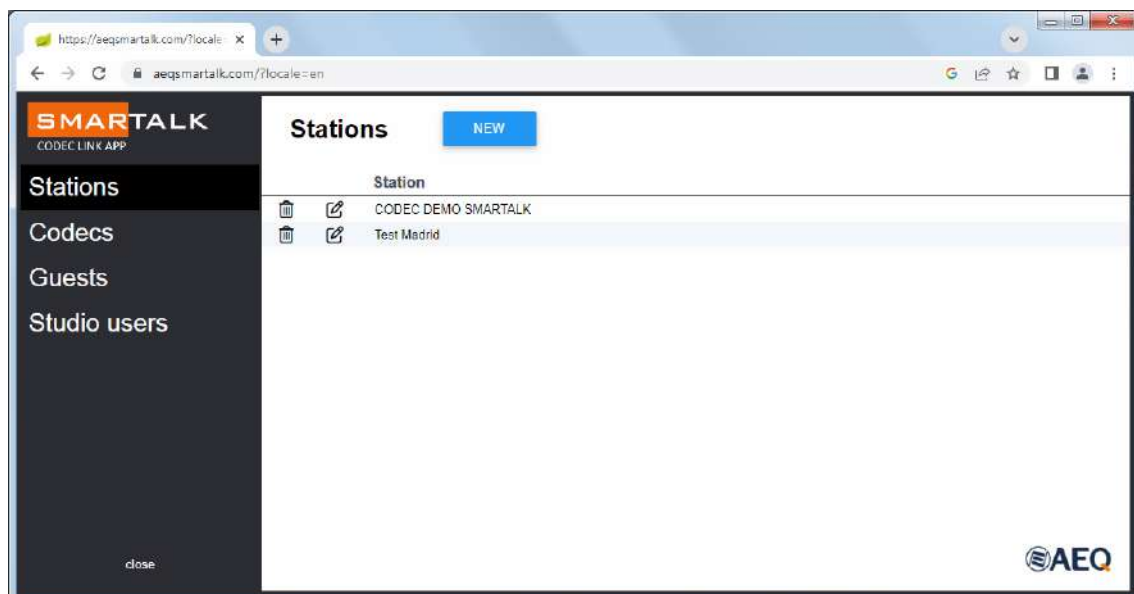 https://aeqsmartalk.com/?locale
aeqsmartalk.com/?locale=en
SMARTALK
CODEC LINK APP
Stations
Codecs
Guests
Studio users
close
Stations
NEW
Station
CODEC DEMO SMARTALK
Test Madrid
AEQ